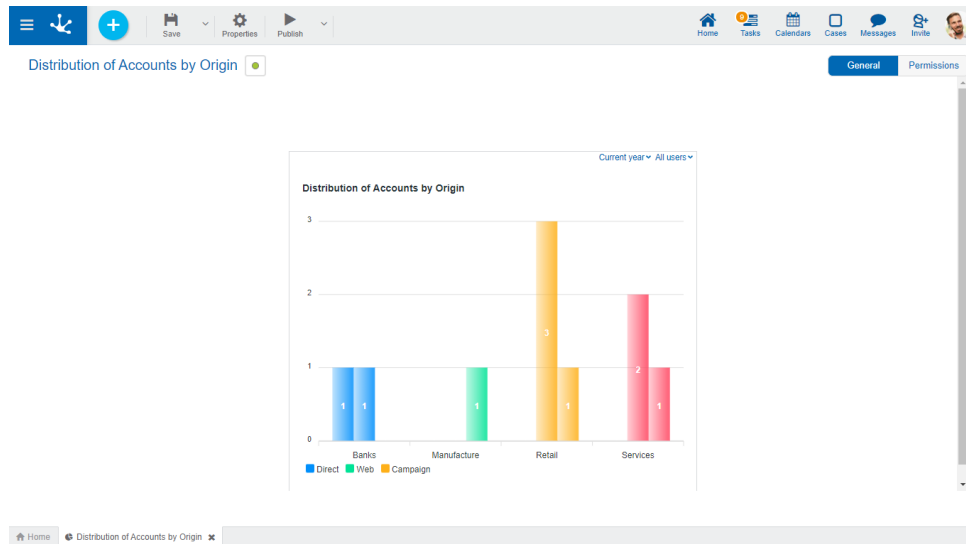 Save
Properties
Publish
Home
9
Tasks
Calendars
Cases
Messages
Invite
Distribution of Accounts by Origin
General
Permissions
Current year
All users
Distribution of Accounts by Origin
3
2
1
0
1
1
1
3
1
2
1
Banks
Manufacture
Retail
Services
Direct
Web
Campaign
Home
Distribution of Accounts by Origin